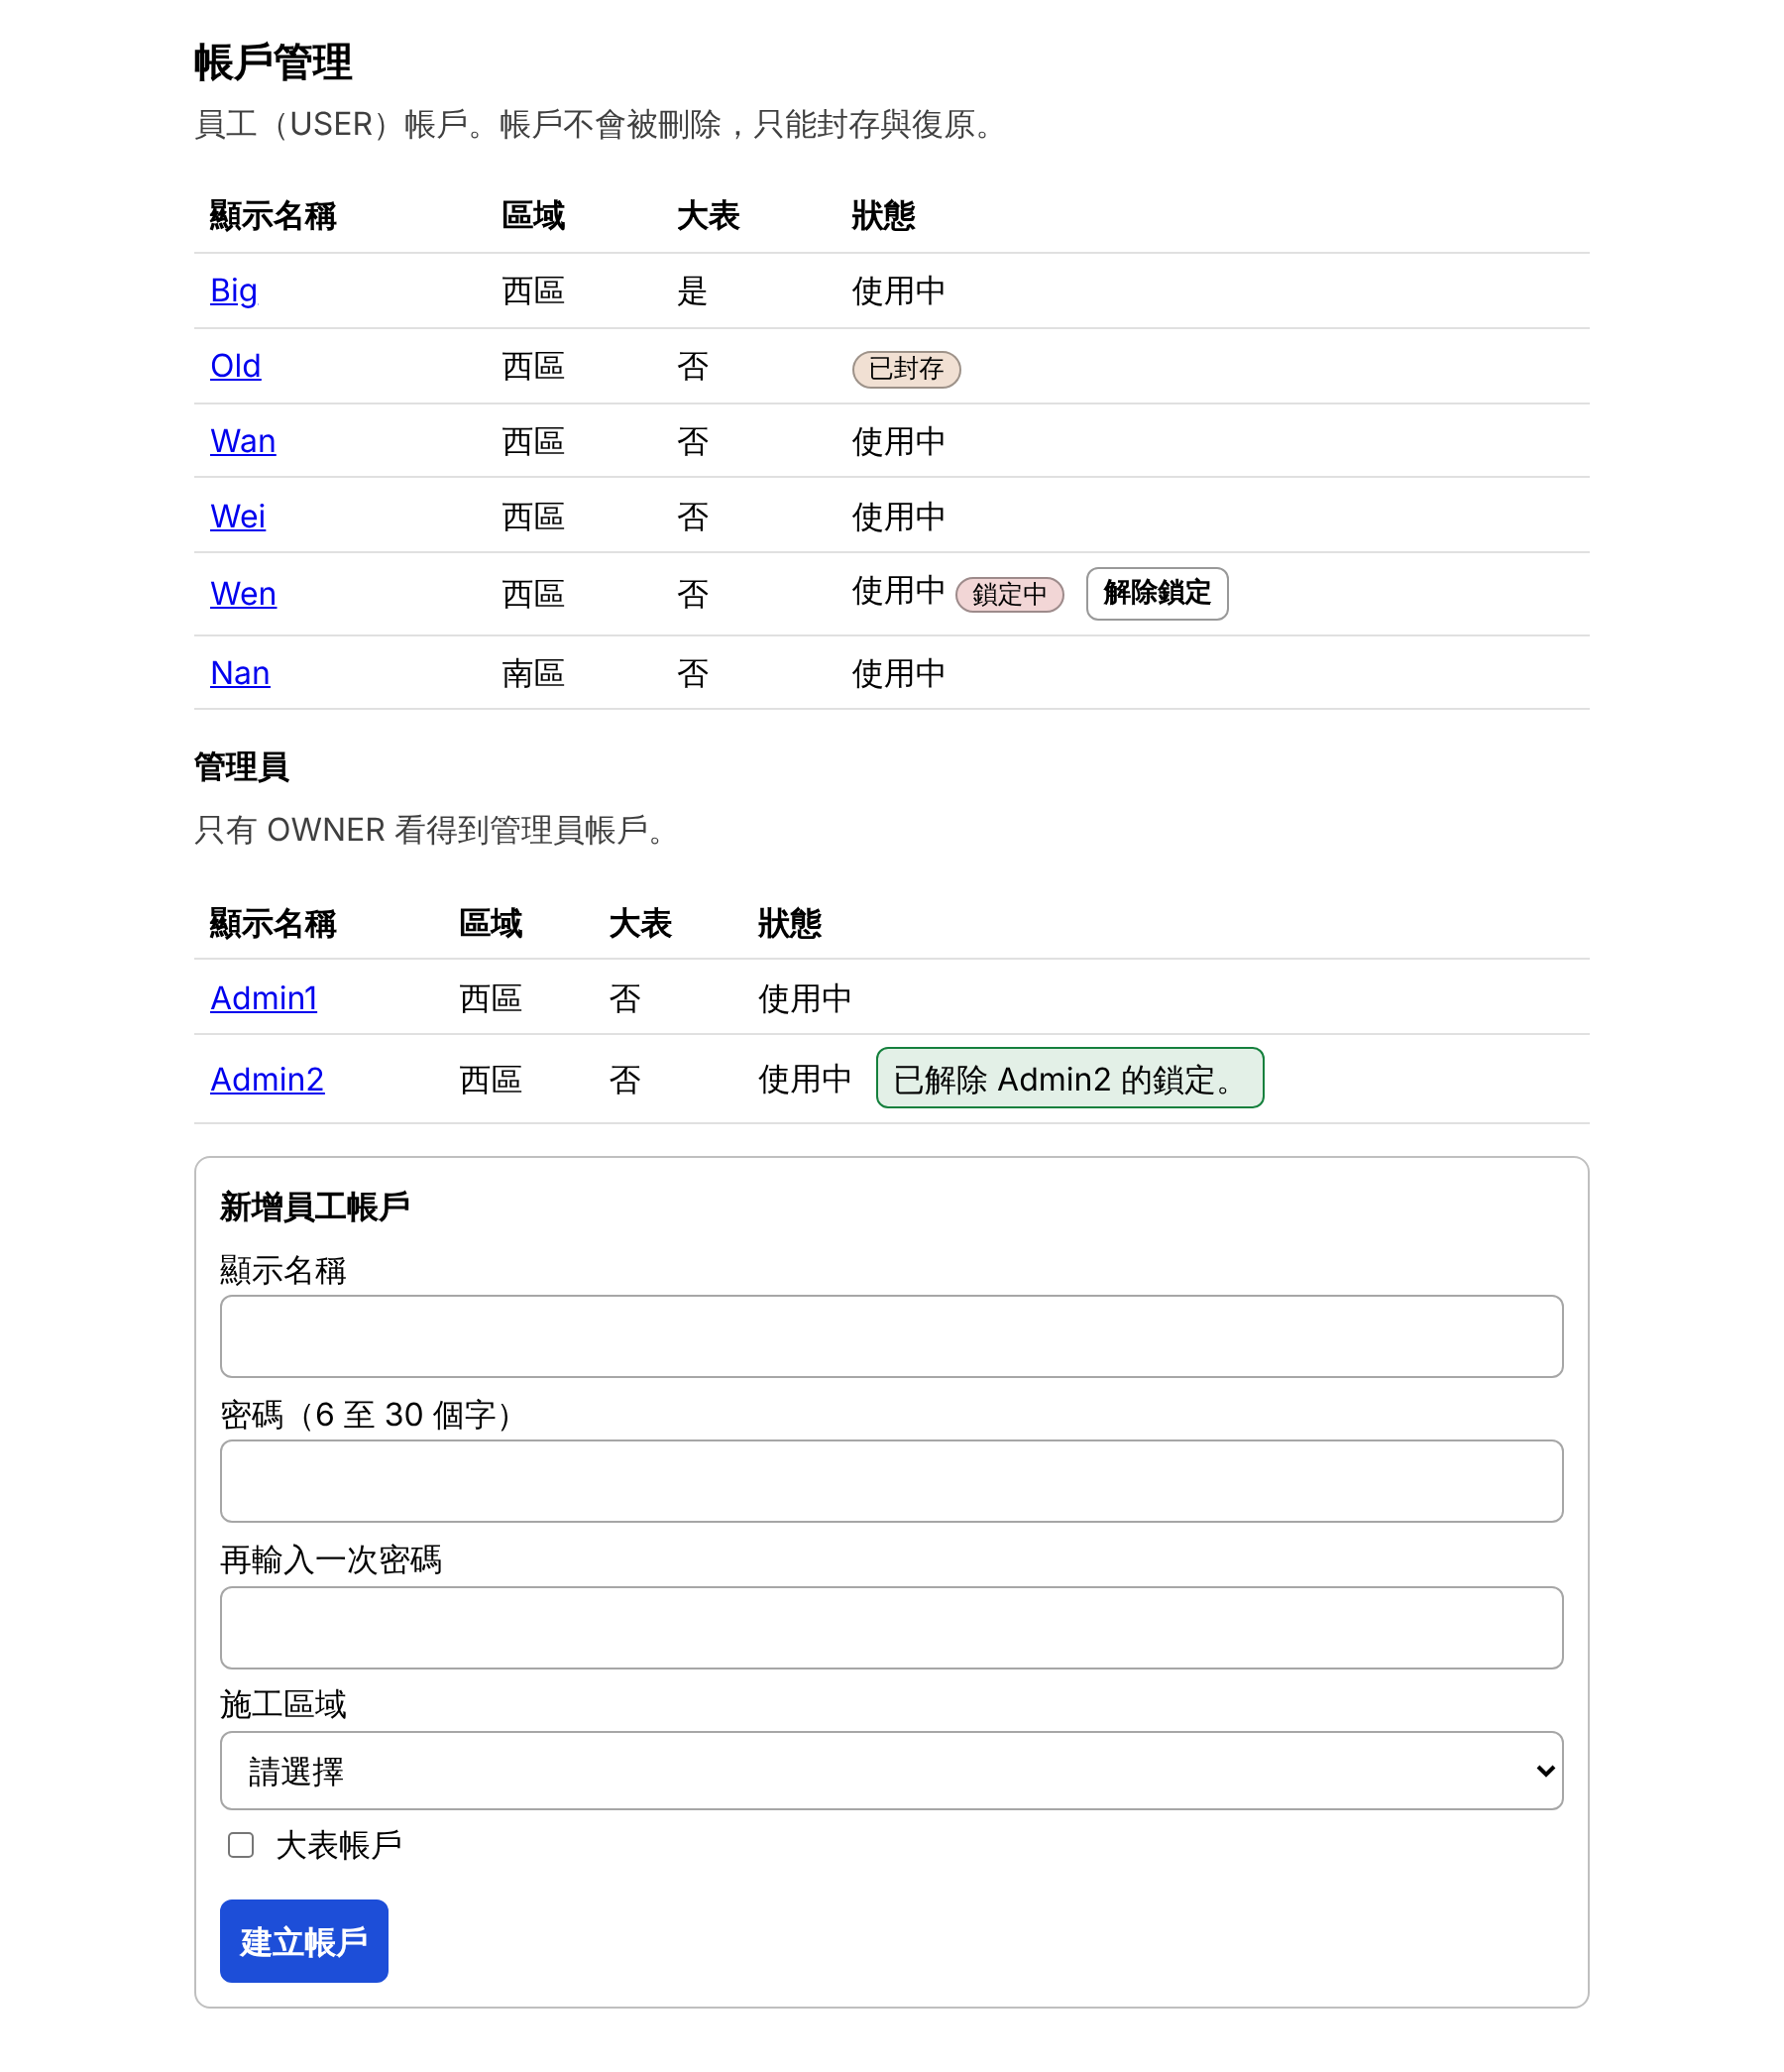 帳戶管理
員工（USER）帳戶。帳戶不會被刪除，只能封存與復原。
顯示名稱 區域 大表 狀態
Big 西區 是 使用中
Old 西區 否 已封存
Wan 西區 否 使用中
Wei 西區 否 使用中
Wen 西區 否 使用中 鎖定中 解除鎖定
Nan 南區 否 使用中
管理員
只有 OWNER 看得到管理員帳戶。
顯示名稱 區域 大表 狀態
Admin1 西區 否 使用中
Admin2 西區 否 使用中 已解除 Admin2 的鎖定。
新增員工帳戶
顯示名稱
密碼（6 至 30 個字）
再輸入一次密碼
施工區域
請選擇
大表帳戶
建立帳戶